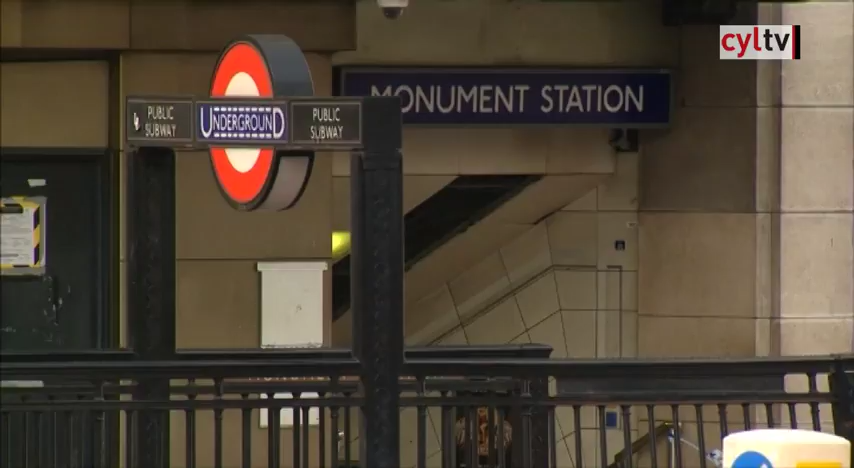 cyltv
MONUMENT STATION
PUBLIC
SUBWAY
UNDERGROUND
PUBLIC
SUBWAY